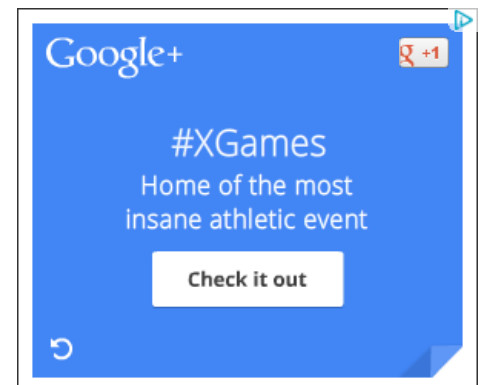 Google+
g +1
#XGames
Home of the most
insane athletic event
Check it out